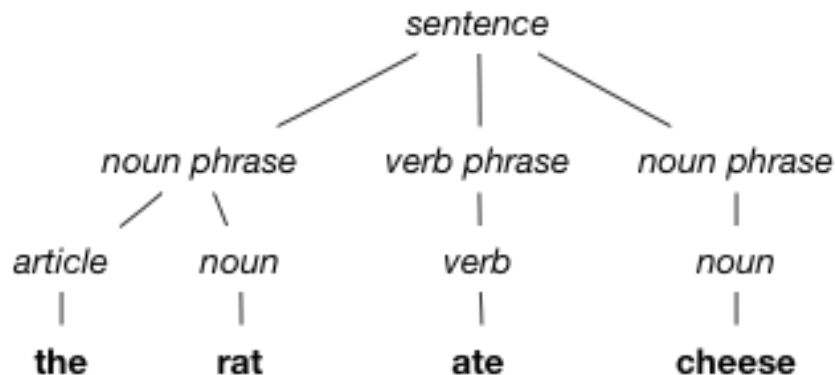 sentence
noun phrase verb phrase noun phrase
article noun verb noun
the rat ate cheese